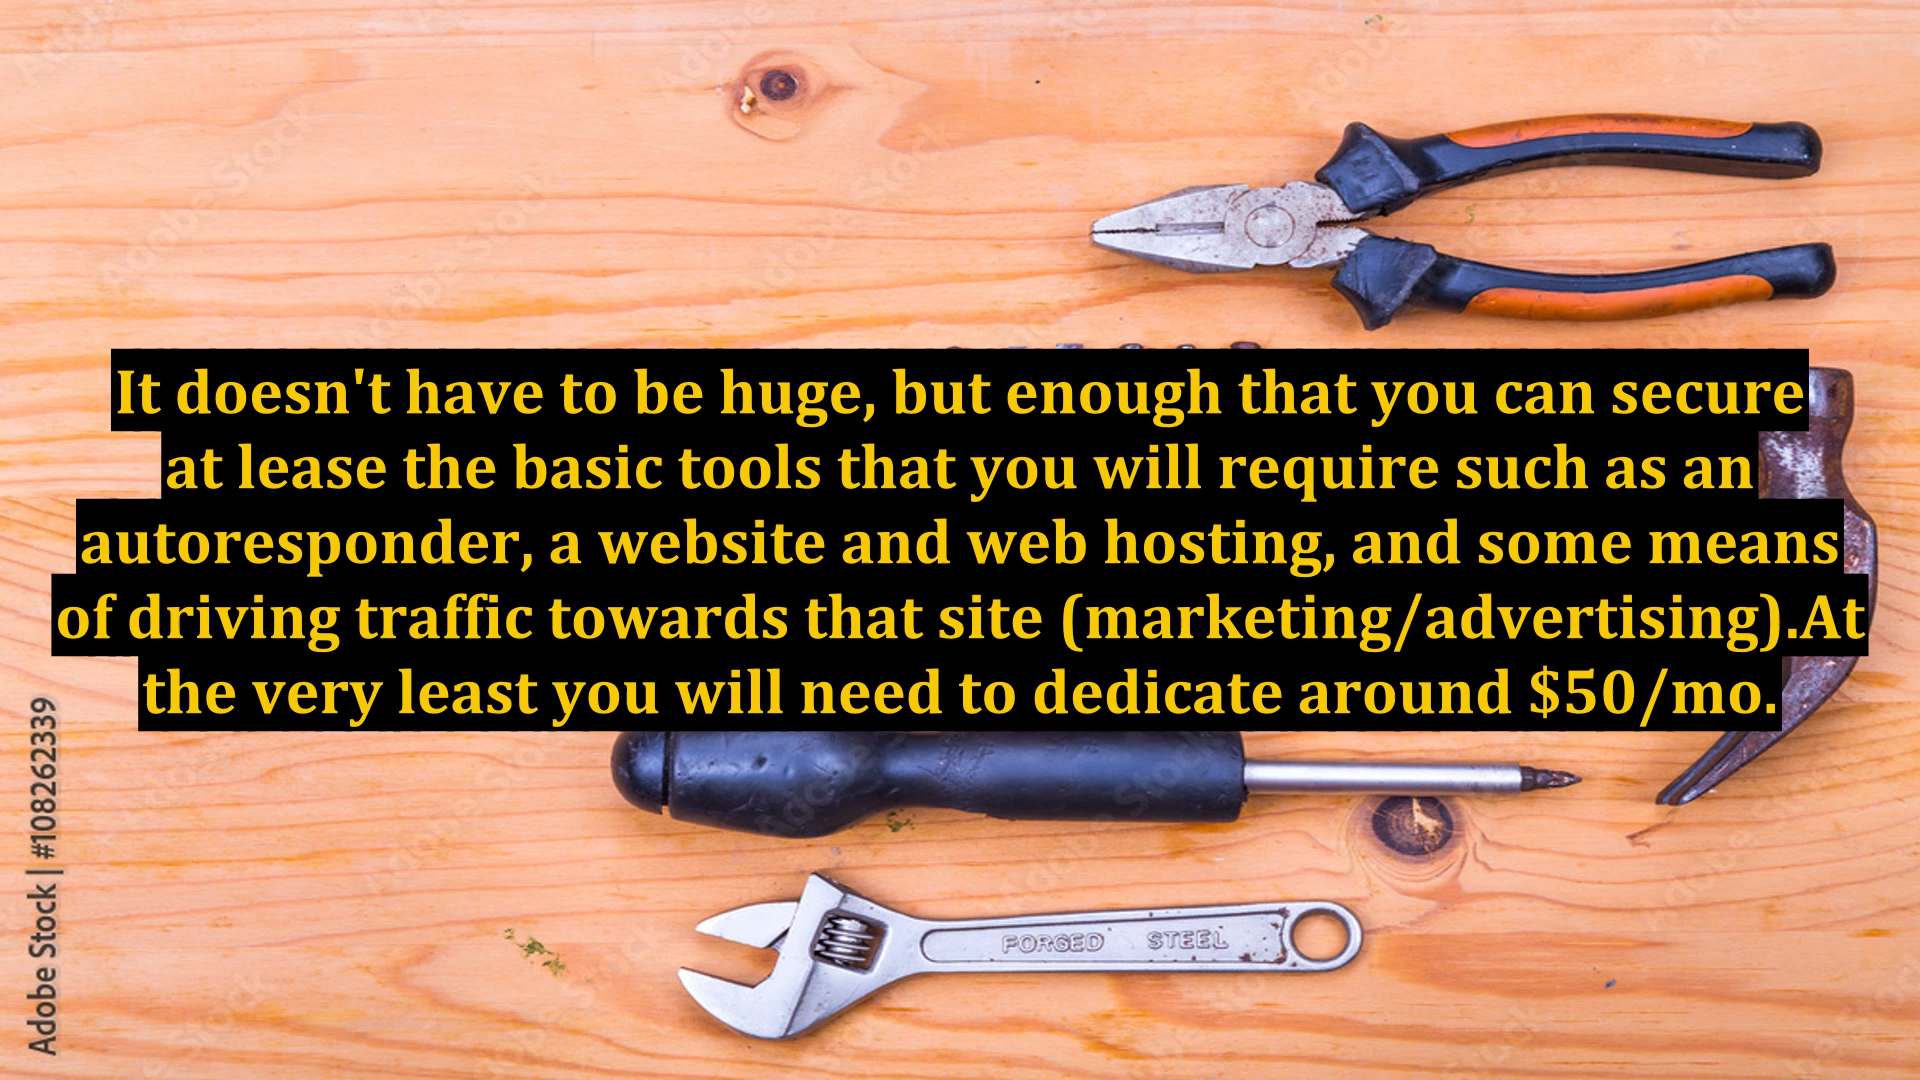 It doesn't have to be huge, but enough that you can secure
at lease the basic tools that you will require such as an
autoresponder, a website and web hosting, and some means
of driving traffic towards that site (marketing/advertising).At
the very least you will need to dedicate around $50/mo.
FORGED STEEL
Adobe Stock | #108262339